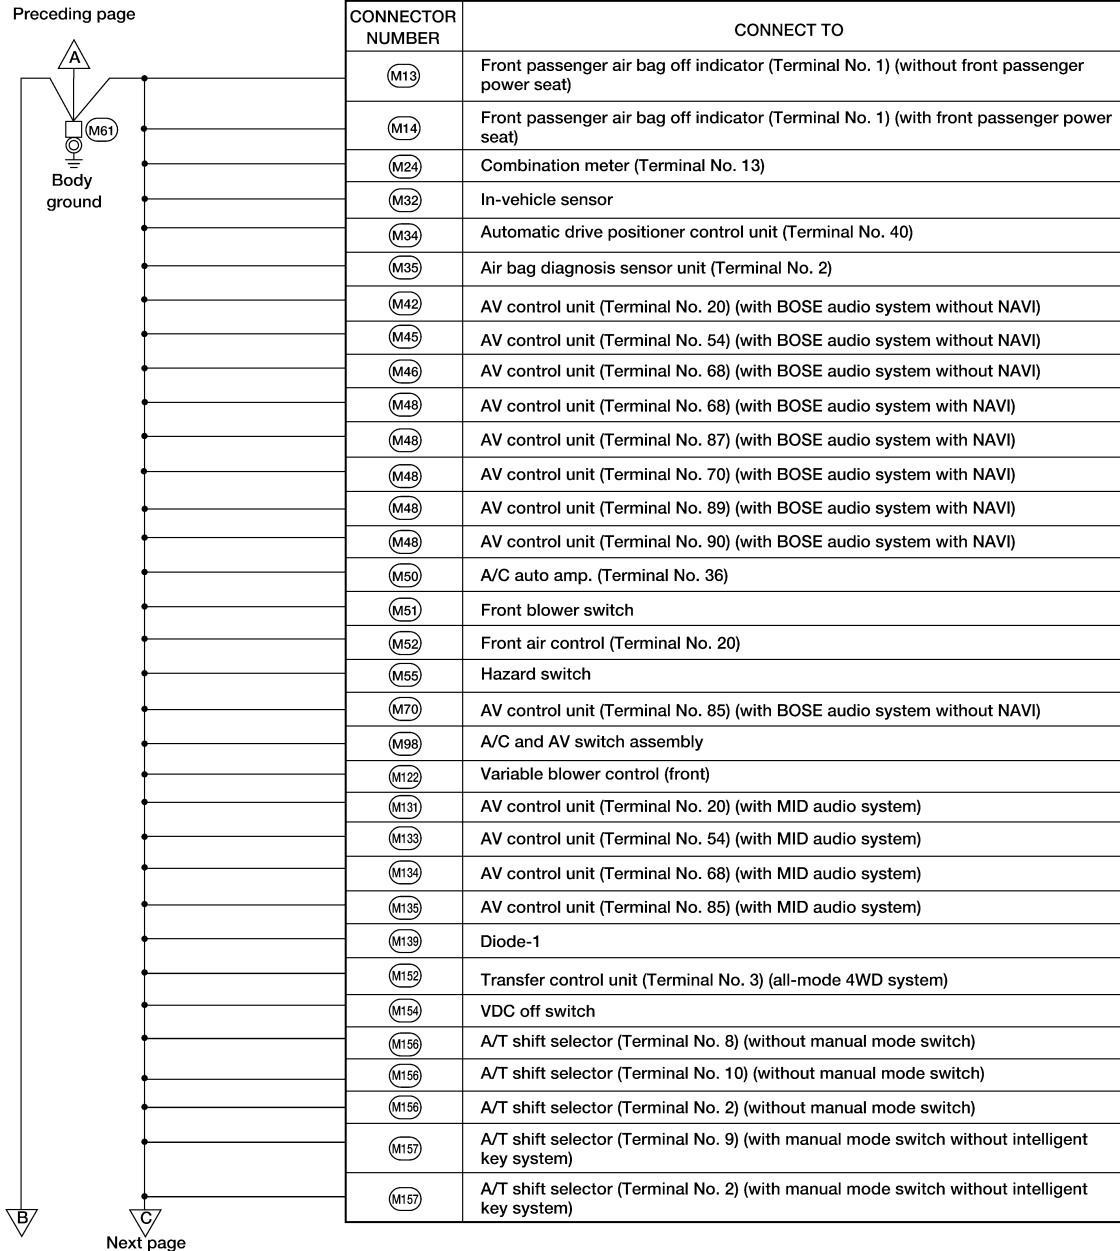 Preceding page
A
M61
Body
ground
CONNECTOR
NUMBER
CONNECT TO
M13
Front passenger air bag off indicator (Terminal No. 1) (without front passenger
power seat)
M14
Front passenger air bag off indicator (Terminal No. 1) (with front passenger power
seat)
M24
Combination meter (Terminal No. 13)
M32
In-vehicle sensor
M34
Automatic drive positioner control unit (Terminal No. 40)
M35
Air bag diagnosis sensor unit (Terminal No. 2)
M42
AV control unit (Terminal No. 20) (with BOSE audio system without NAVI)
M45
AV control unit (Terminal No. 54) (with BOSE audio system without NAVI)
M46
AV control unit (Terminal No. 68) (with BOSE audio system without NAVI)
M48
AV control unit (Terminal No. 68) (with BOSE audio system with NAVI)
M48
AV control unit (Terminal No. 87) (with BOSE audio system with NAVI)
M48
AV control unit (Terminal No. 70) (with BOSE audio system with NAVI)
M48
AV control unit (Terminal No. 89) (with BOSE audio system with NAVI)
M48
AV control unit (Terminal No. 90) (with BOSE audio system with NAVI)
M50
A/C auto amp. (Terminal No. 36)
M51
Front blower switch
M52
Front air control (Terminal No. 20)
M55
Hazard switch
M70
AV control unit (Terminal No. 85) (with BOSE audio system without NAVI)
M98
A/C and AV switch assembly
M122
Variable blower control (front)
M131
AV control unit (Terminal No. 20) (with MID audio system)
M133
AV control unit (Terminal No. 54) (with MID audio system)
M134
AV control unit (Terminal No. 68) (with MID audio system)
M135
AV control unit (Terminal No. 85) (with MID audio system)
M139
Diode-1
M152
Transfer control unit (Terminal No. 3) (all-mode 4WD system)
M154
VDC off switch
M156
A/T shift selector (Terminal No. 8) (without manual mode switch)
M156
A/T shift selector (Terminal No. 10) (without manual mode switch)
M156
A/T shift selector (Terminal No. 2) (without manual mode switch)
M157
A/T shift selector (Terminal No. 9) (with manual mode switch without intelligent
key system)
M157
A/T shift selector (Terminal No. 2) (with manual mode switch without intelligent
key system)
B
C
Next page